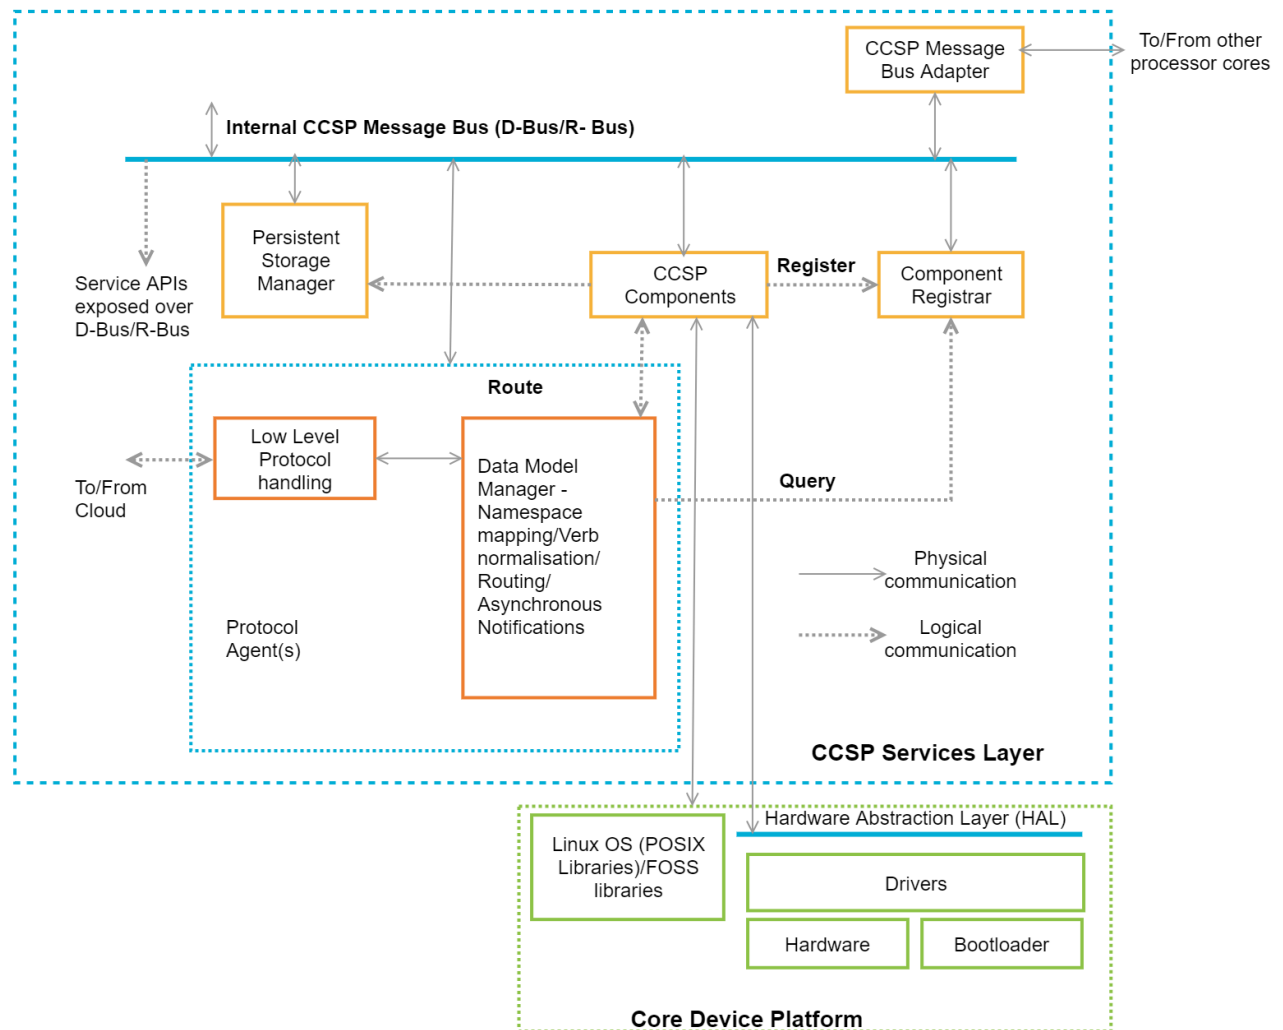 CCSP Message
Bus Adapter
To/From other
processor cores
Internal CCSP Message Bus (D-Bus/R- Bus)
Persistent
Storage
Manager
Service APIs
exposed over
D-Bus/R-Bus
CCSP
Components
Register
Component
Registrar
Route
Low Level
Protocol
handling
To/From
Cloud
Data Model
Manager -
Namespace
mapping/Verb
normalisation/
Routing/
Asynchronous
Notifications
Query
Protocol
Agent(s)
Physical
communication
Logical
communication
CCSP Services Layer
Hardware Abstraction Layer (HAL)
Linux OS (POSIX
Libraries)/FOSS
libraries
Drivers
Hardware
Bootloader
Core Device Platform